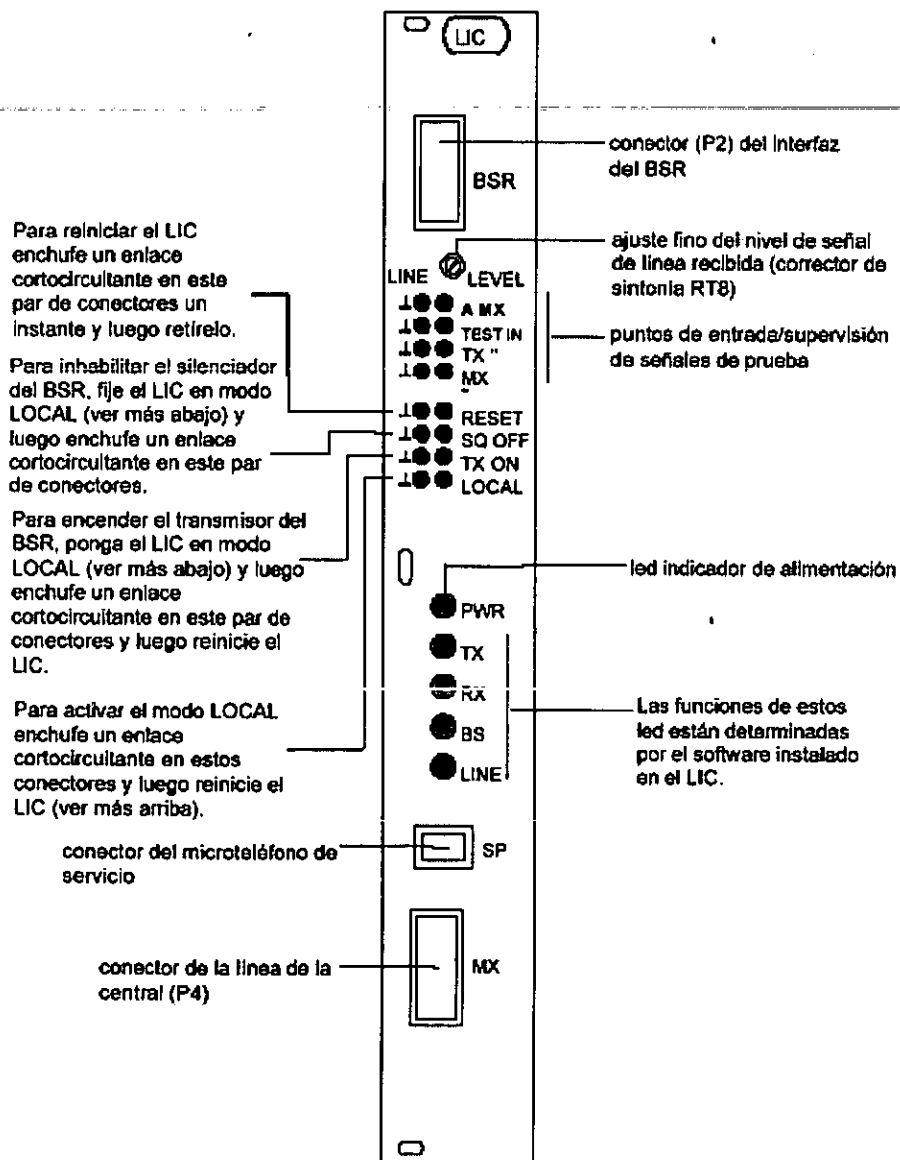 LIC
conector (P2) del interfaz
del BSR
BSR
Para reiniciar el LIC
enchufe un enlace
cortocircuitante en este
par de conectores un
instante y luego retírelo.
ajuste fino del nivel de señal
de línea recibida (corrector de
sintonía RT8)
LINE
LEVEL
A MX
TEST IN
TX "
MX
"
puntos de entrada/supervisión
de señales de prueba
Para inhabilitar el silenciador
del BSR, fije el LIC en modo
LOCAL (ver más abajo) y
luego enchufe un enlace
cortocircuitante en este par
de conectores.
RESET
SQ OFF
TX ON
LOCAL
Para encender el transmisor del
BSR, ponga el LIC en modo
LOCAL (ver más abajo) y luego
enchufe un enlace
cortocircuitante en este par de
conectores y luego reinicie el
LIC.
led indicador de alimentación
PWR
TX
RX
BS
LINE
Las funciones de estos
led están determinadas
por el software instalado
en el LIC.
Para activar el modo LOCAL
enchufe un enlace
cortocircuitante en estos
conectores y luego reinicie el
LIC (ver más arriba).
conector del microteléfono de
servicio
SP
conector de la línea de la
central (P4)
MX